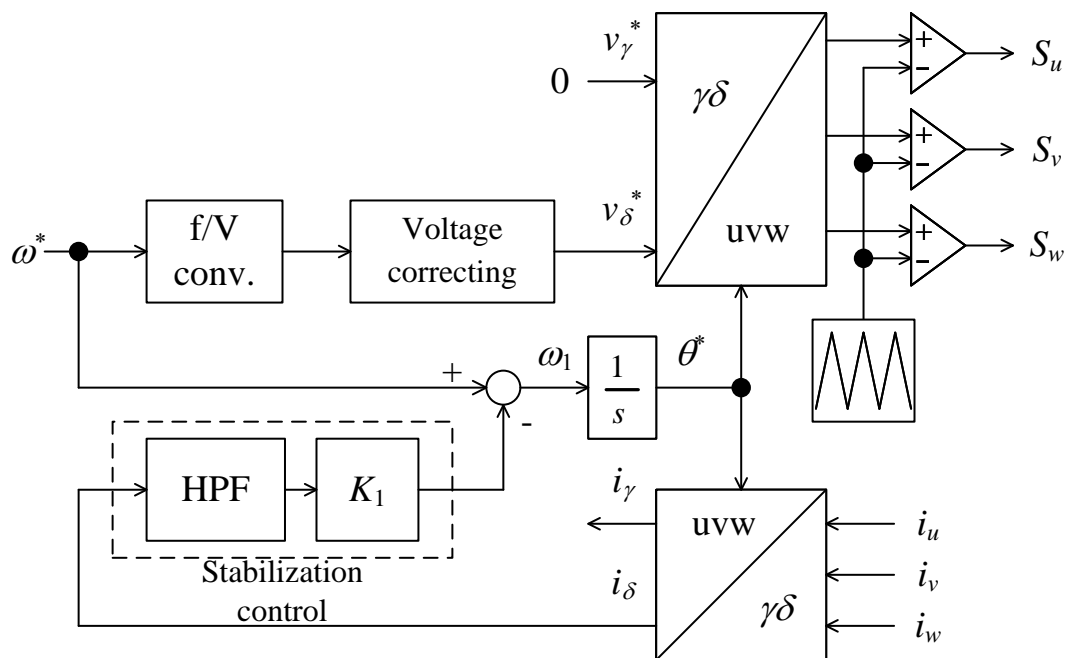 v_γ^*
0
γδ
uvw
+
−
S_u
+
−
S_v
+
−
S_w
ω^*
f/V
conv.
Voltage
correcting
v_δ^*
+
-
ω_1
1
s
θ^*
HPF
K_1
Stabilization
control
i_γ
i_δ
uvw
γδ
i_u
i_v
i_w